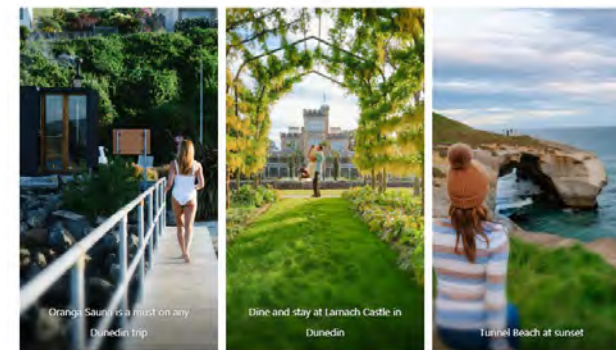 Oranga Sauna is a must on any
Dunedin trip
Dine and stay at Larnach Castle in
Dunedin
Tunnel Beach at sunset